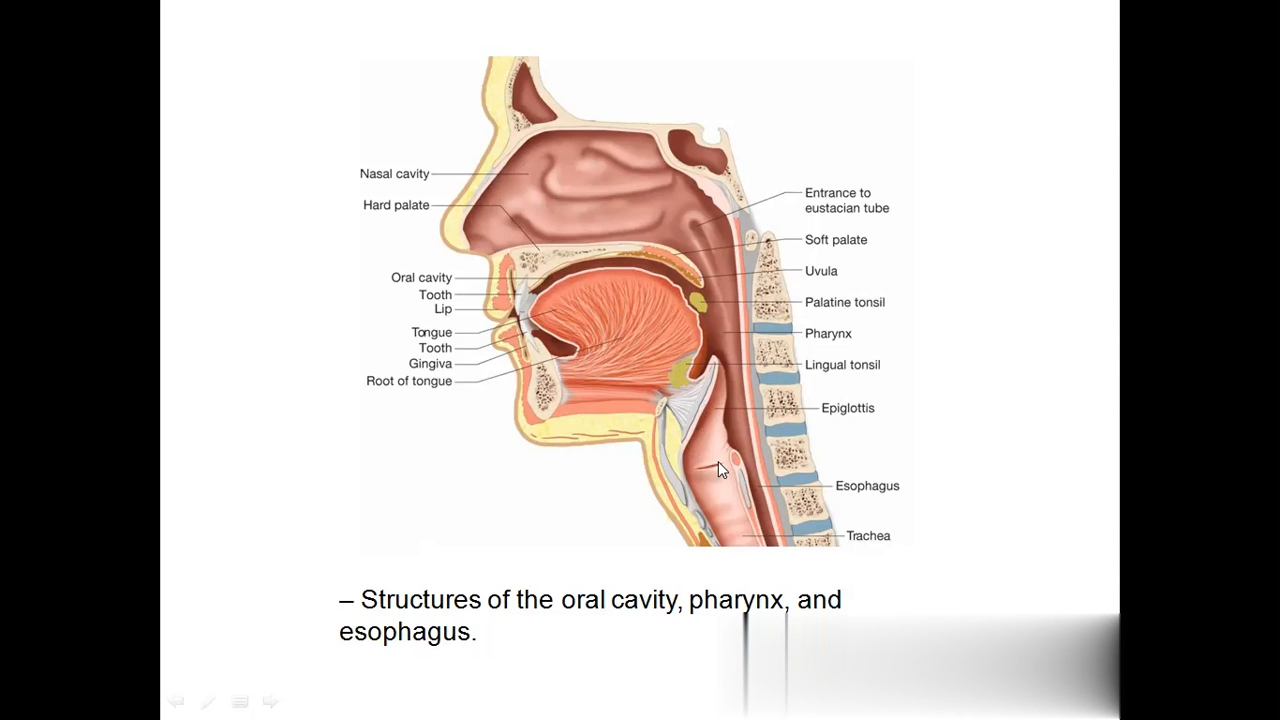 Nasal cavity
Hard palate
Oral cavity
Tooth
Lip
Tongue
Tooth
Gingiva
Root of tongue
Entrance to
eustacian tube
Soft palate
Uvula
Palatine tonsil
Pharynx
Lingual tonsil
Epiglottis
Esophagus
Trachea
– Structures of the oral cavity, pharynx, and
esophagus.